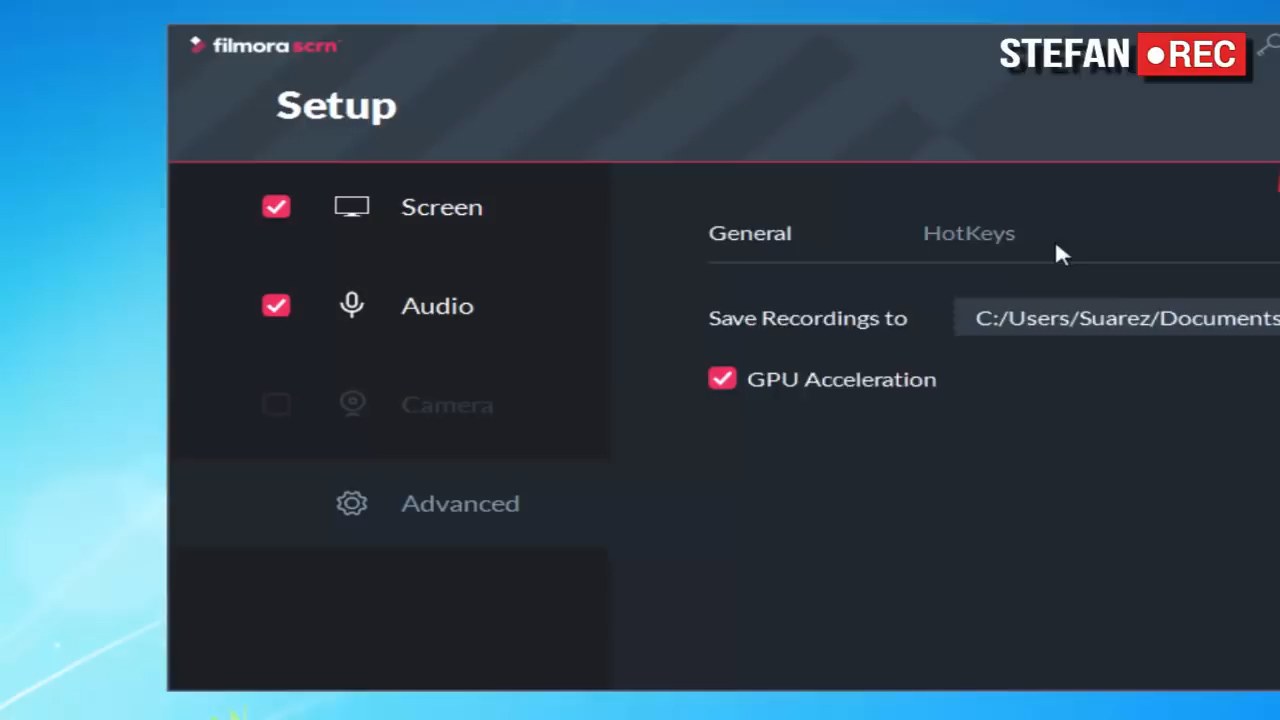 filmora scrn
STEFAN REC
Setup
Screen
General
HotKeys
Audio
Save Recordings to
C:/Users/Suarez/Documents
GPU Acceleration
Camera
Advanced